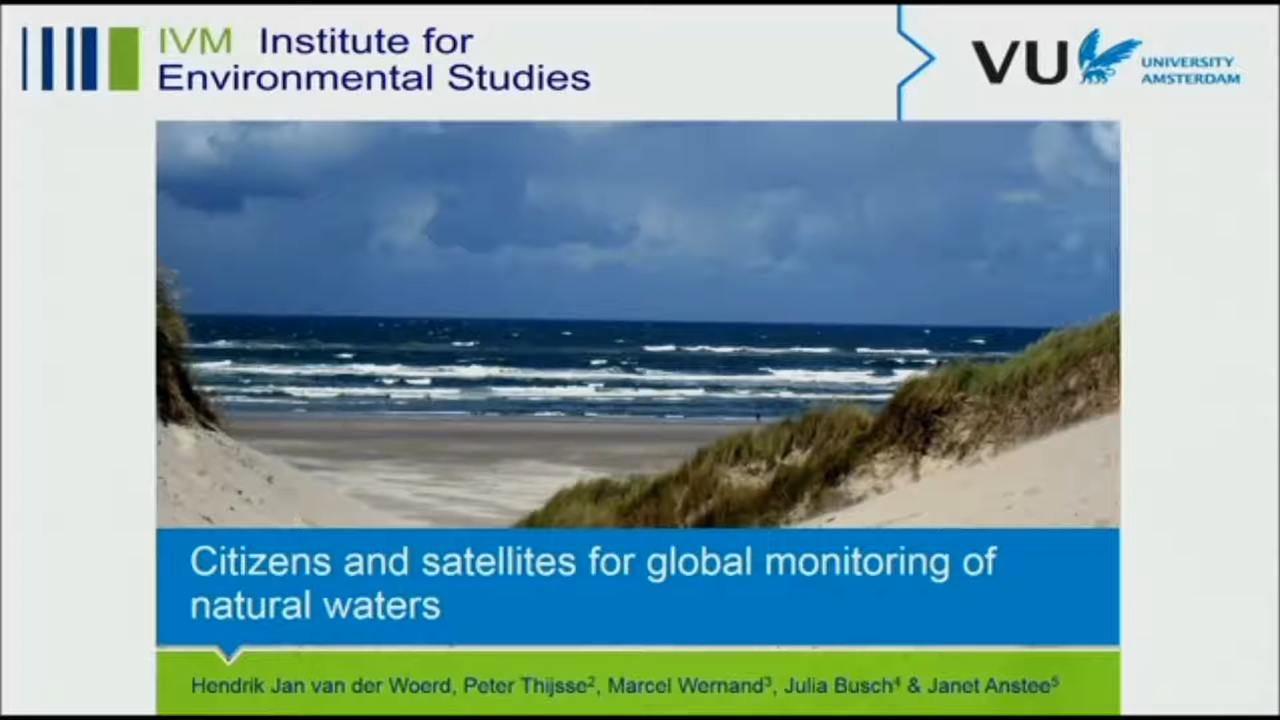 IVM Institute for
Environmental Studies
VU UNIVERSITY
AMSTERDAM
Citizens and satellites for global monitoring of
natural waters
Hendrik Jan van der Woerd, Peter Thijsse², Marcel Wernand³, Julia Busch⁴ & Janet Anstee⁵